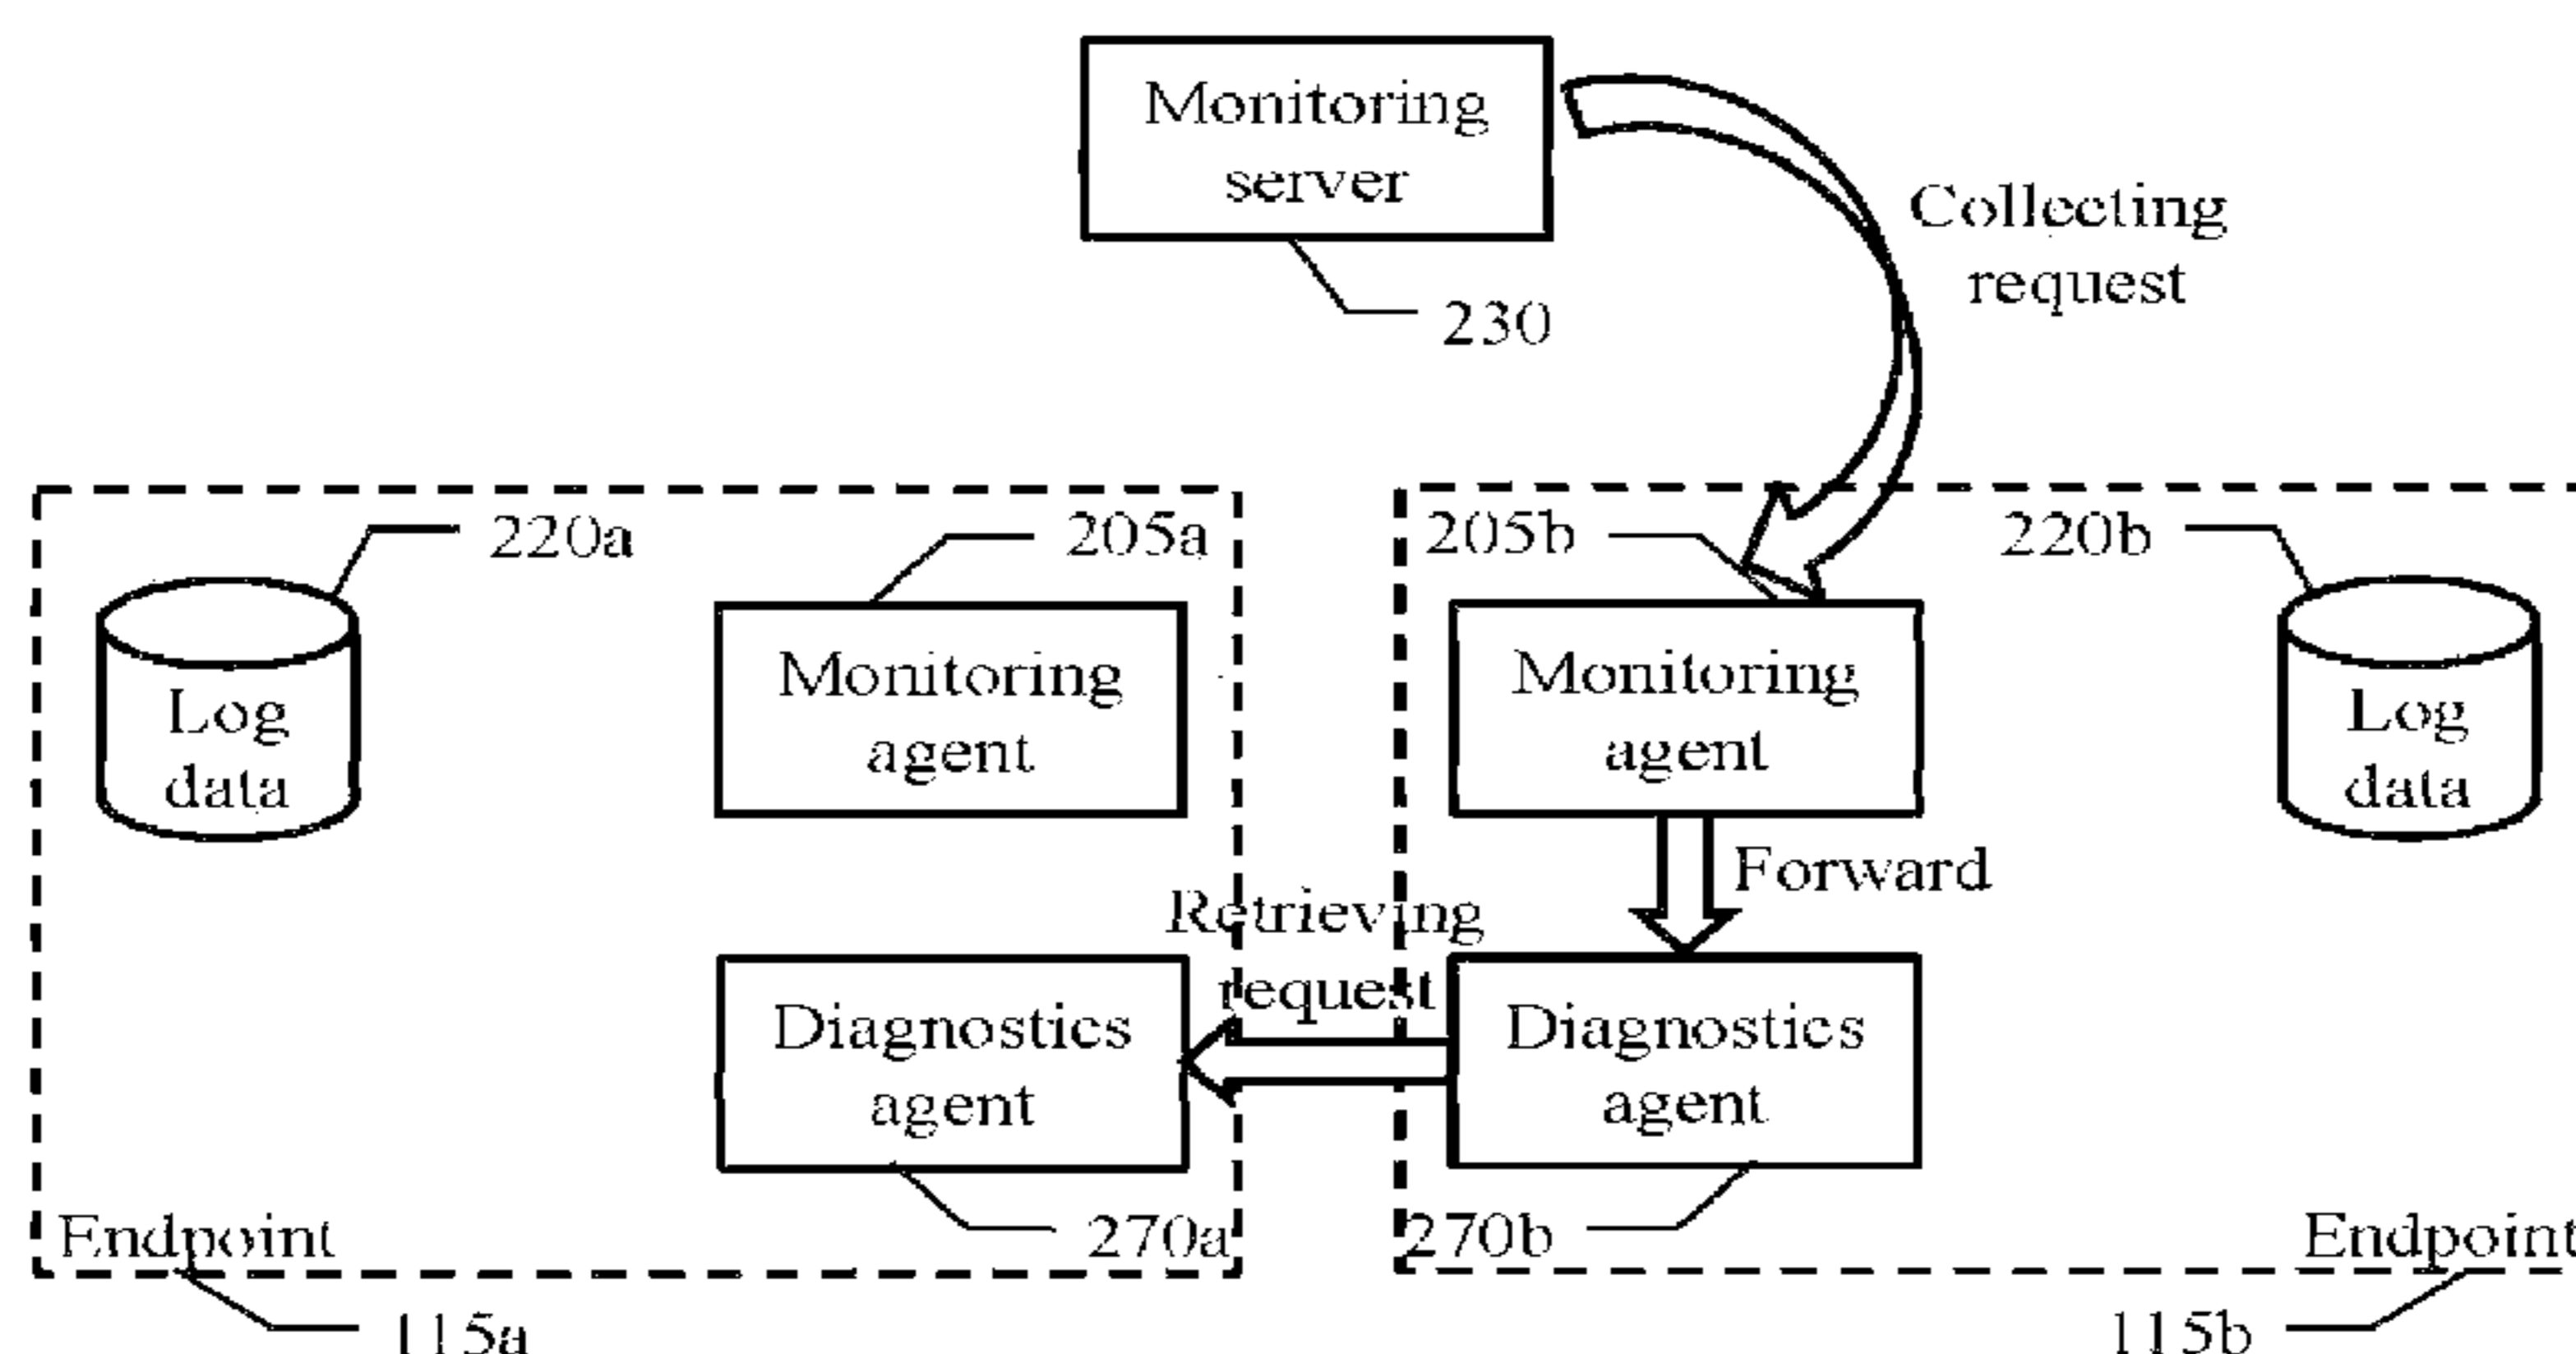 Monitoring
server
Collecting
request
230
220a
205a
205b
220b
Log
data
Monitoring
agent
Monitoring
agent
Log
data
Forward
Retrieving
request
Diagnostics
agent
Diagnostics
agent
270a
270b
Endpoint
Endpoint
115a
115b